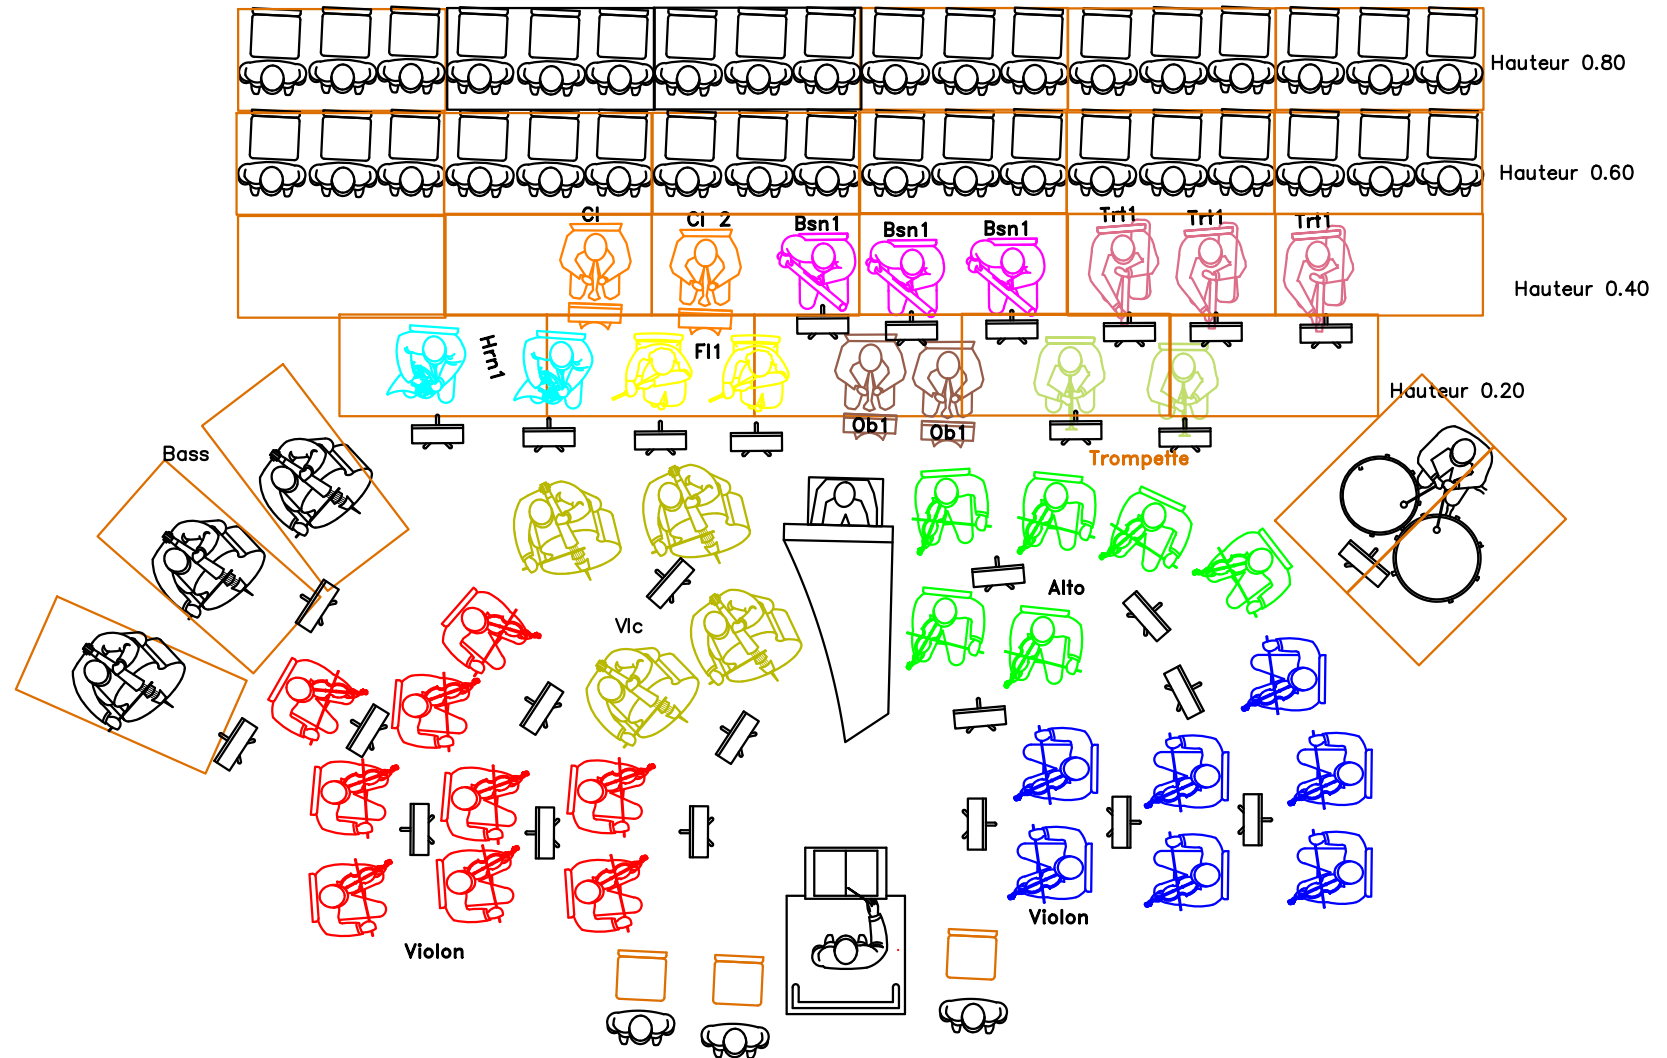 Hauteur 0.80
Hauteur 0.60
Cl
Cl 2
Bsn1
Bsn1
Bsn1
Trt1
Trt1
Trt1
Hauteur 0.40
Hrn1
Fl1
Hauteur 0.20
Ob1
Ob1
Bass
Trompette
Alto
Vlc
Violon
Violon